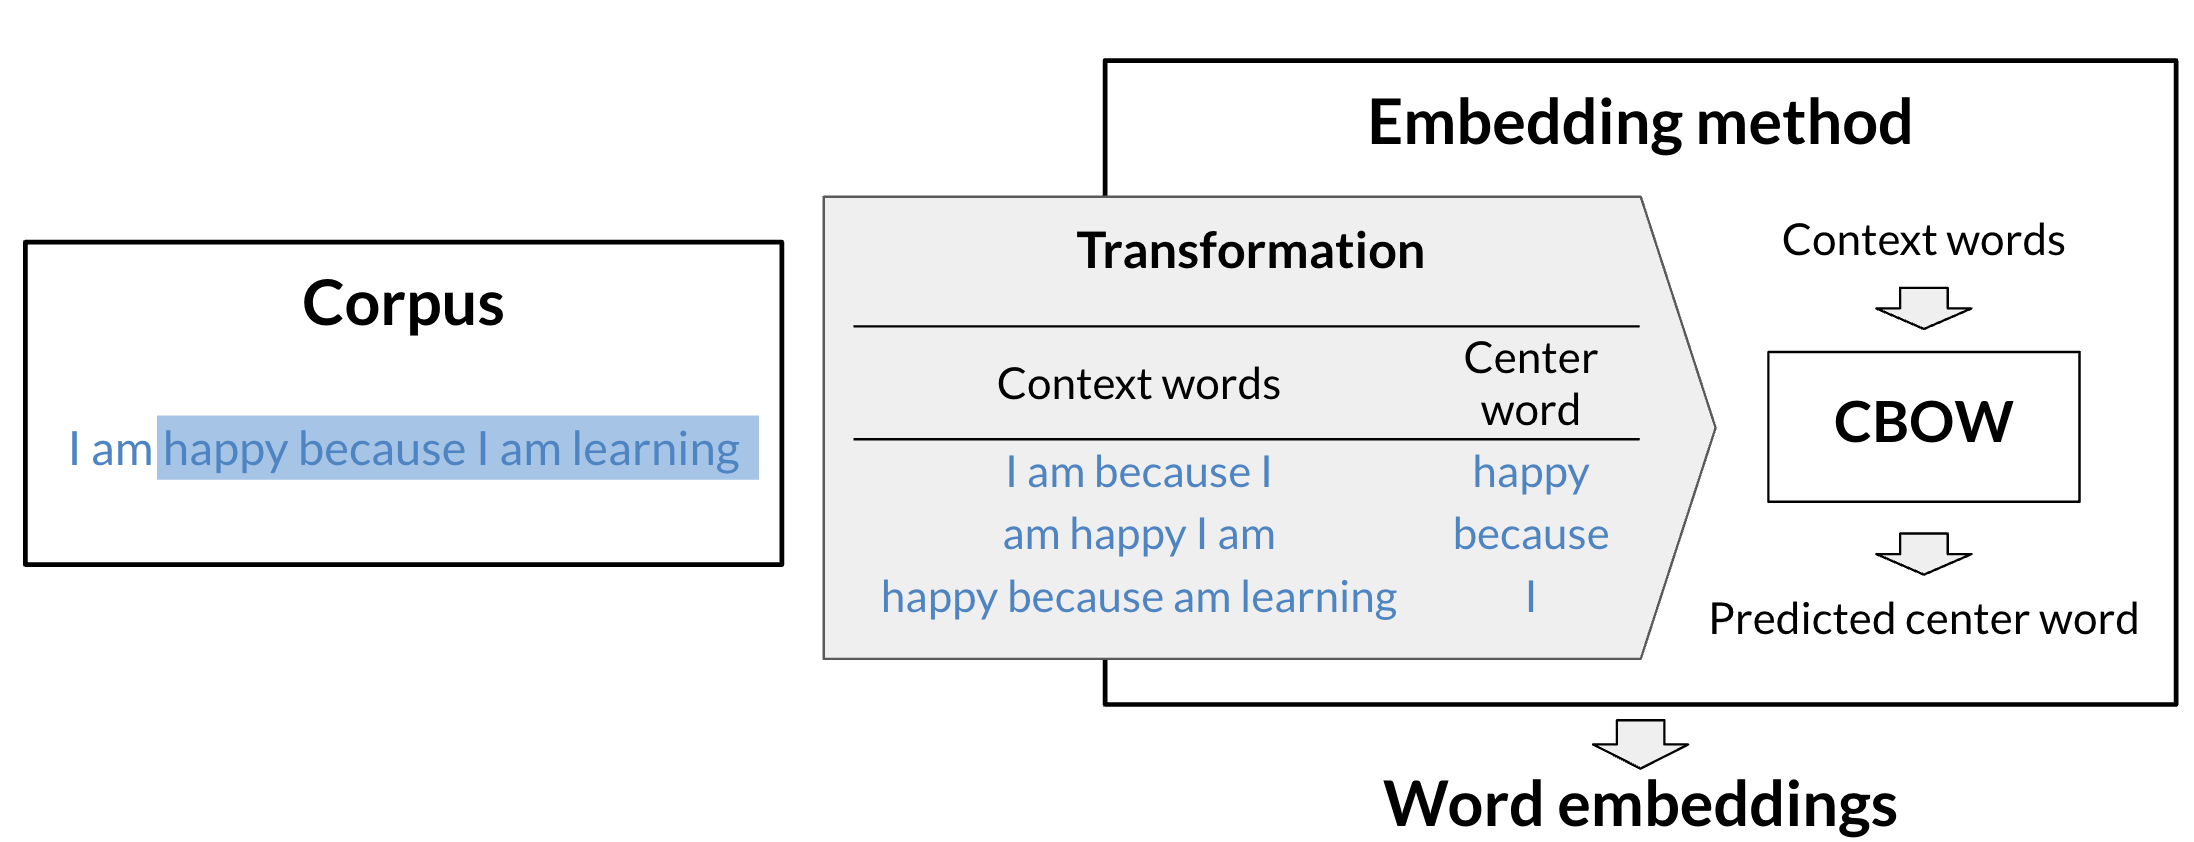 Corpus
I am happy because I am learning
Transformation
Context words
Center
word
I am because I
happy
am happy I am
because
happy because am learning
I
Embedding method
Context words
CBOW
Predicted center word
Word embeddings